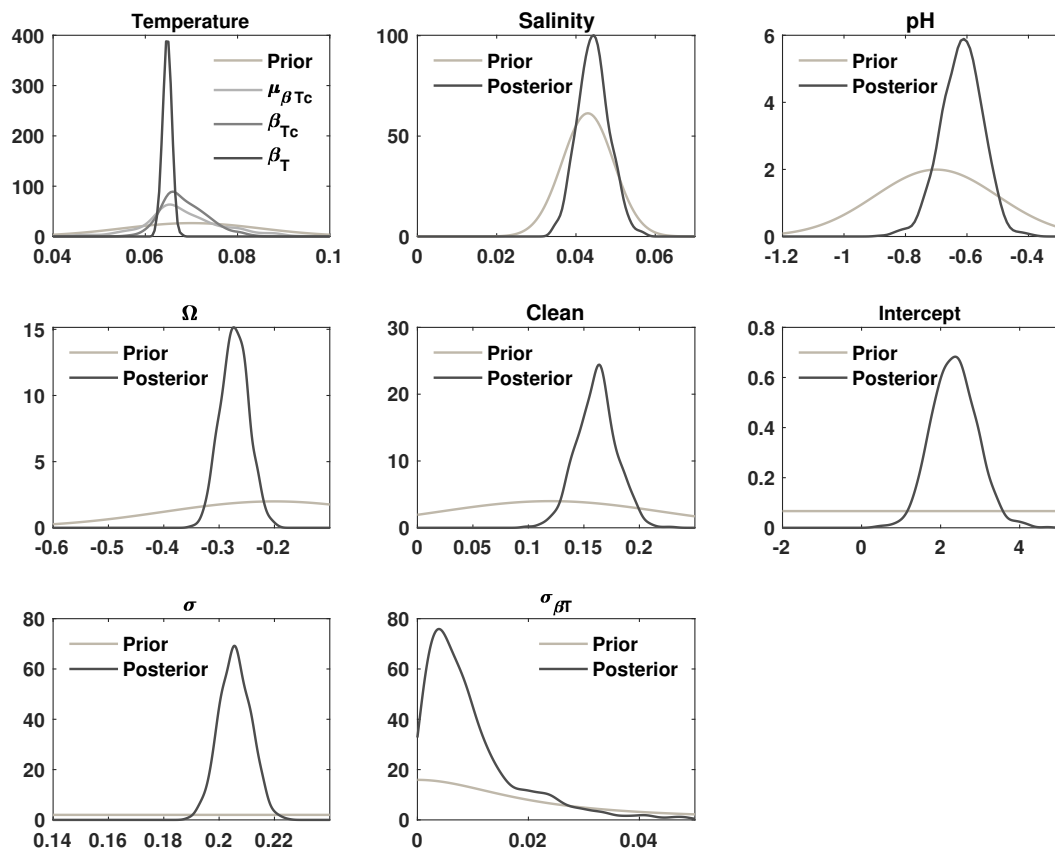 Temperature
400
300
200
100
0
0.04 0.06 0.08 0.1
Prior
μβTc
βTc
βT
Salinity
100
50
0
0 0.02 0.04 0.06
Prior
Posterior
pH
6
4
2
0
-1.2 -1 -0.8 -0.6 -0.4
Prior
Posterior
Ω
15
10
5
0
-0.6 -0.5 -0.4 -0.3 -0.2
Prior
Posterior
Clean
30
20
10
0
0 0.05 0.1 0.15 0.2
Prior
Posterior
Intercept
0.8
0.6
0.4
0.2
0
-2 0 2 4
Prior
Posterior
σ
80
60
40
20
0
0.14 0.16 0.18 0.2 0.22
Prior
Posterior
σβT
80
60
40
20
0
0 0.02 0.04
Prior
Posterior